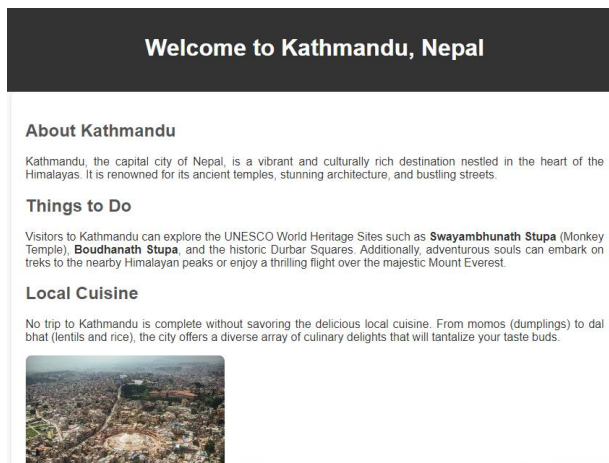 Welcome to Kathmandu, Nepal
About Kathmandu
Kathmandu, the capital city of Nepal, is a vibrant and culturally rich destination nestled in the heart of the
Himalayas. It is renowned for its ancient temples, stunning architecture, and bustling streets.
Things to Do
Visitors to Kathmandu can explore the UNESCO World Heritage Sites such as Swayambhunath Stupa (Monkey
Temple), Boudhanath Stupa, and the historic Durbar Squares. Additionally, adventurous souls can embark on
treks to the nearby Himalayan peaks or enjoy a thrilling flight over the majestic Mount Everest.
Local Cuisine
No trip to Kathmandu is complete without savoring the delicious local cuisine. From momos (dumplings) to dal
bhat (lentils and rice), the city offers a diverse array of culinary delights that will tantalize your taste buds.